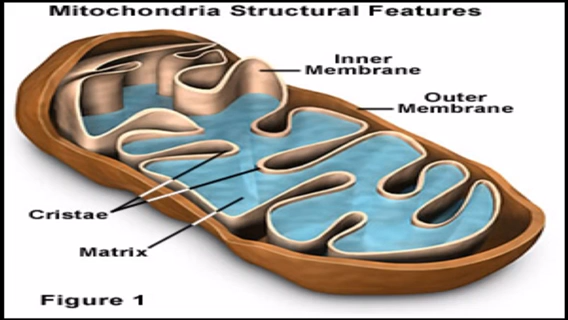 Mitochondria Structural Features
Inner
Membrane
Outer
Membrane
Cristae
Matrix
Figure 1